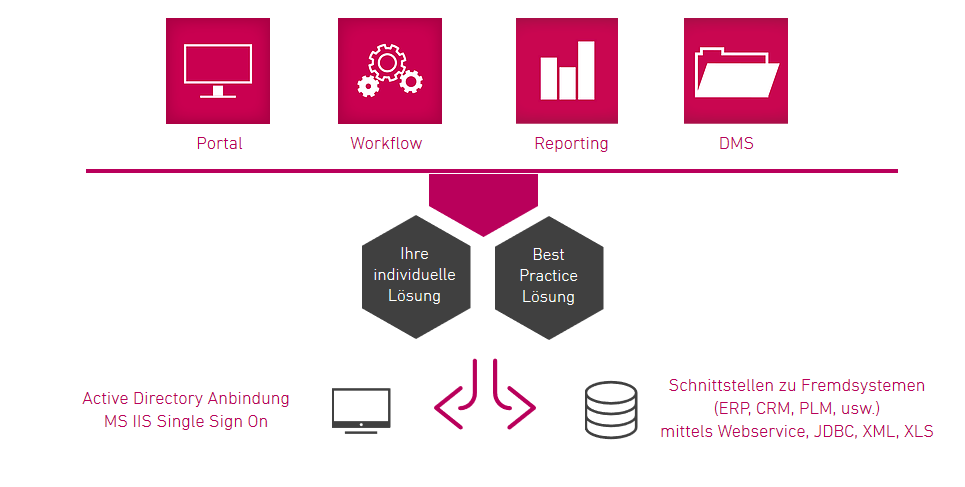 Portal
Workflow
Reporting
DMS
Ihre
individuelle
Lösung
Best
Practice
Lösung
Active Directory Anbindung
MS IIS Single Sign On
Schnittstellen zu Fremdsystemen
(ERP, CRM, PLM, usw.)
mittels Webservice, JDBC, XML, XLS